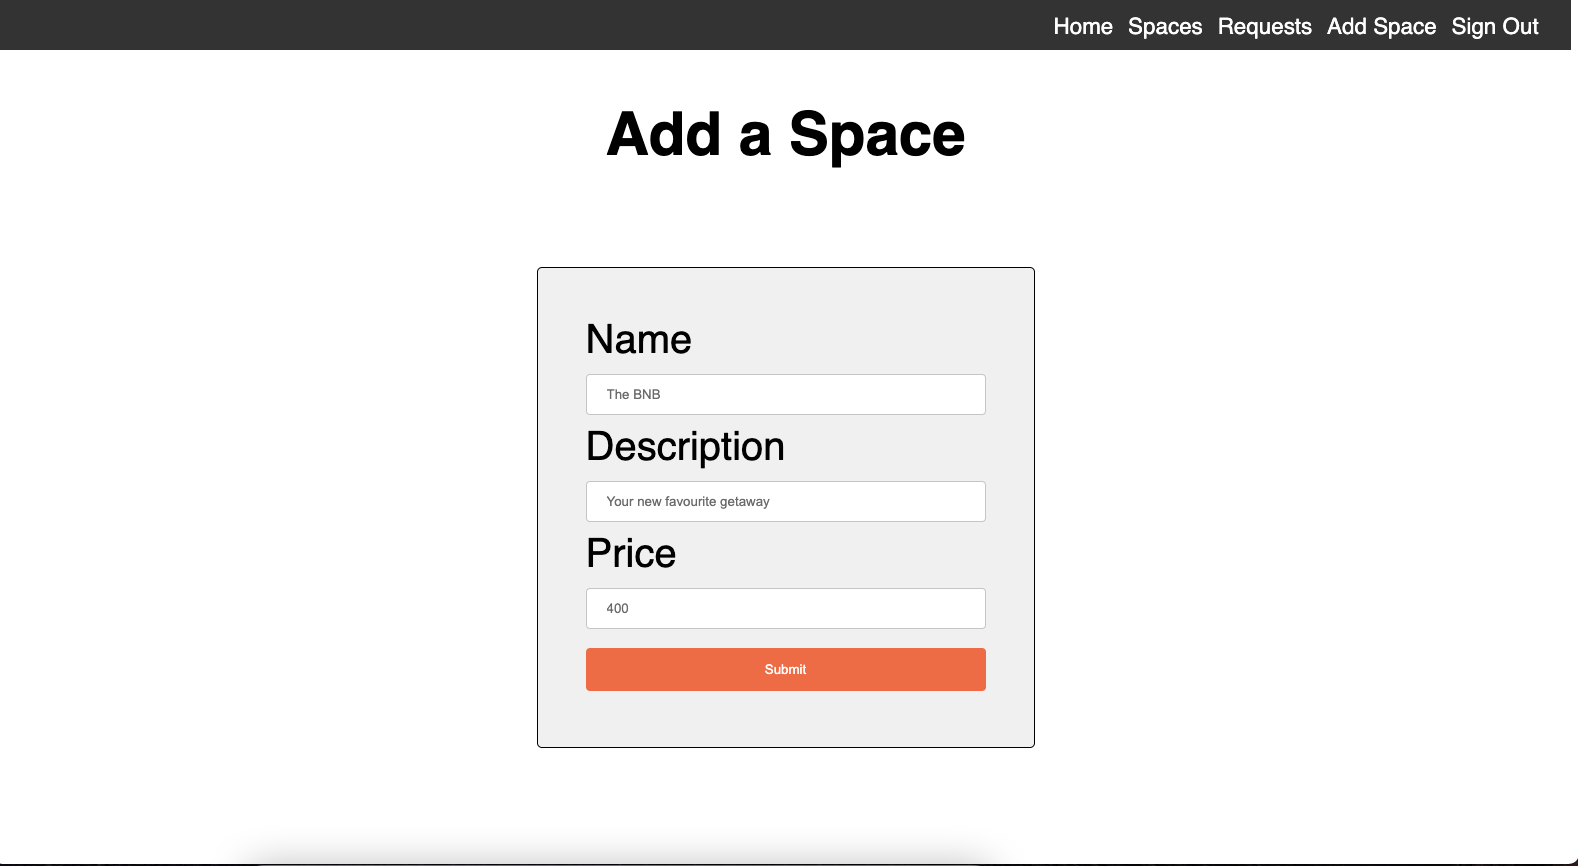 Home Spaces Requests Add Space Sign Out
Add a Space
Name
The BNB
Description
Your new favourite getaway
Price
400
Submit